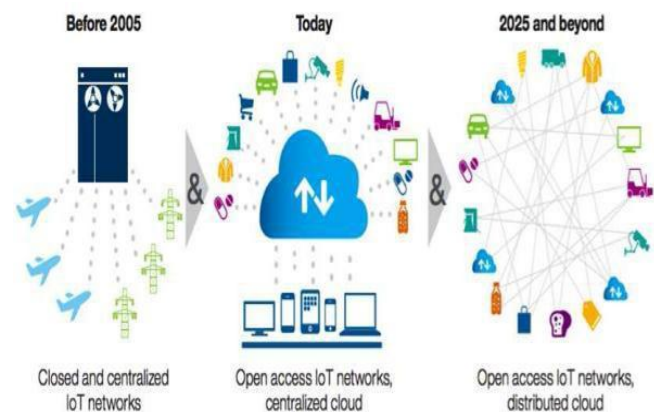 Before 2005
Today
2025 and beyond
&
&
Closed and centralized
IoT networks
Open access IoT networks,
centralized cloud
Open access IoT networks,
distributed cloud